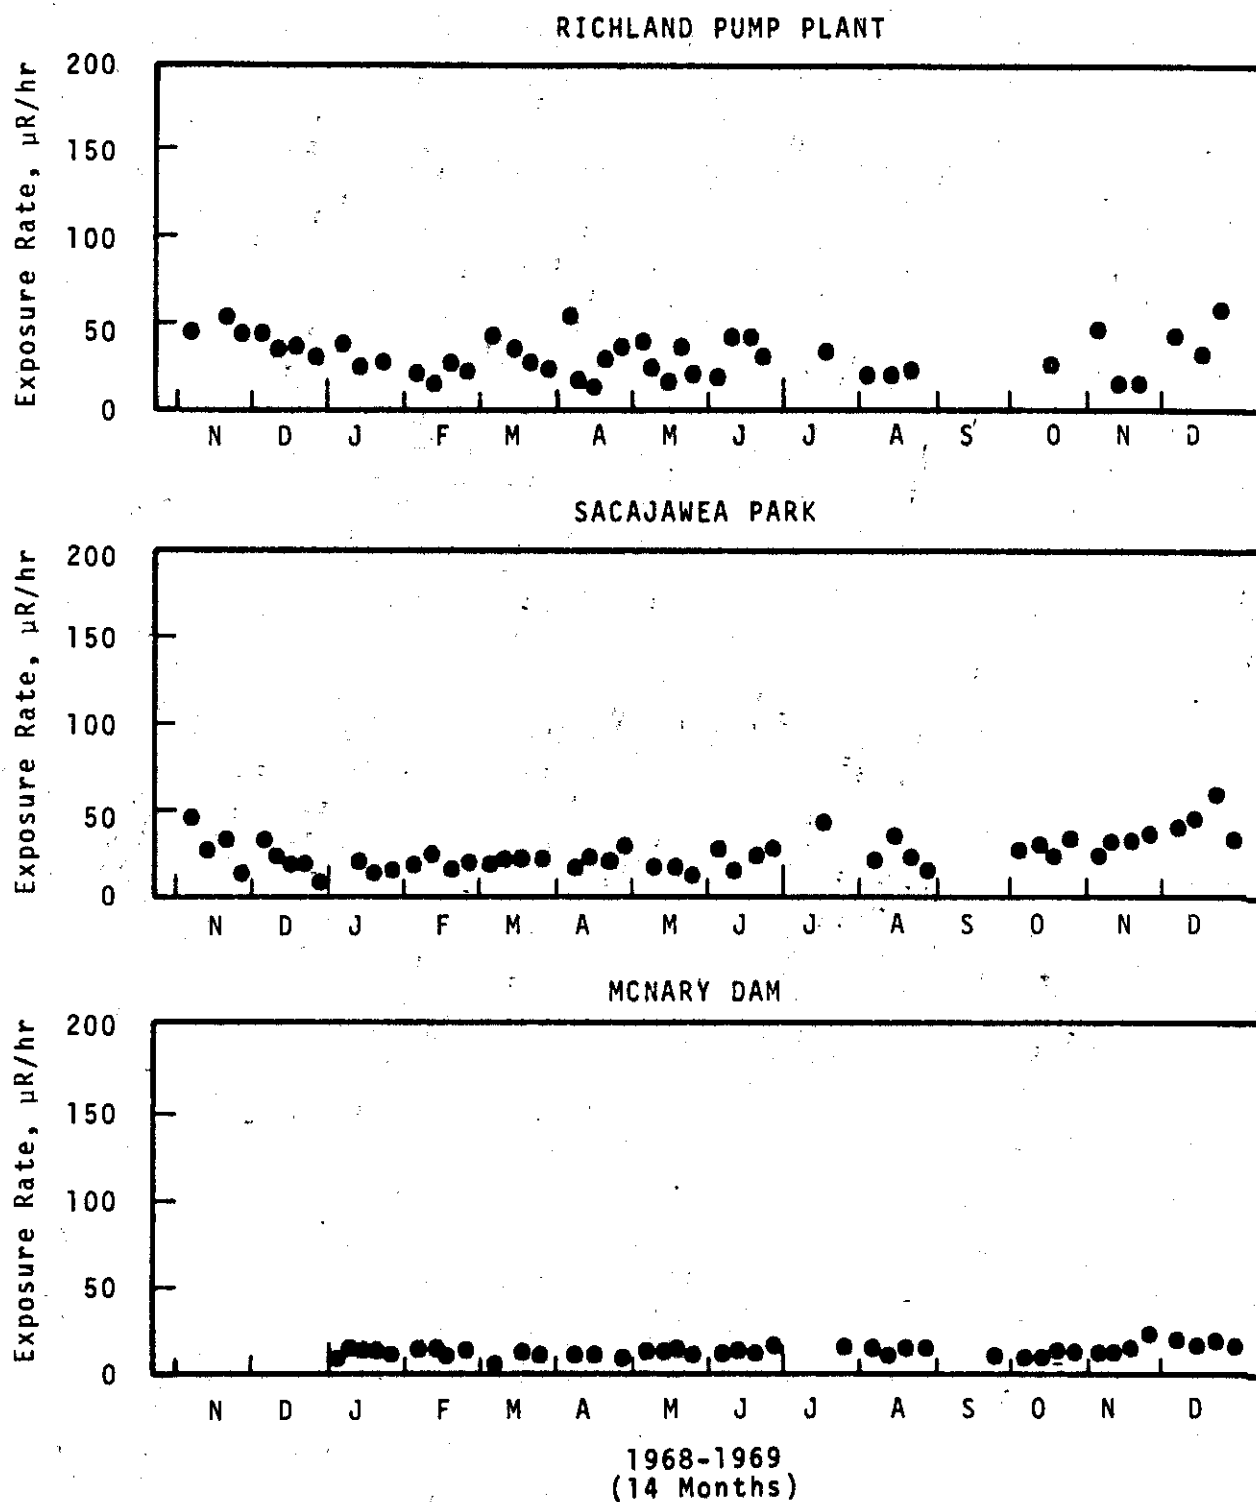 RICHLAND PUMP PLANT
Exposure Rate, µR/hr
200
150
100
50
0
N D J F M A M J J A S O N D
SACAJAWEA PARK
Exposure Rate, µR/hr
200
150
100
50
0
N D J F M A M J J A S O N D
MCNARY DAM
Exposure Rate, µR/hr
200
150
100
50
0
N D J F M A M J J A S O N D
1968-1969
(14 Months)